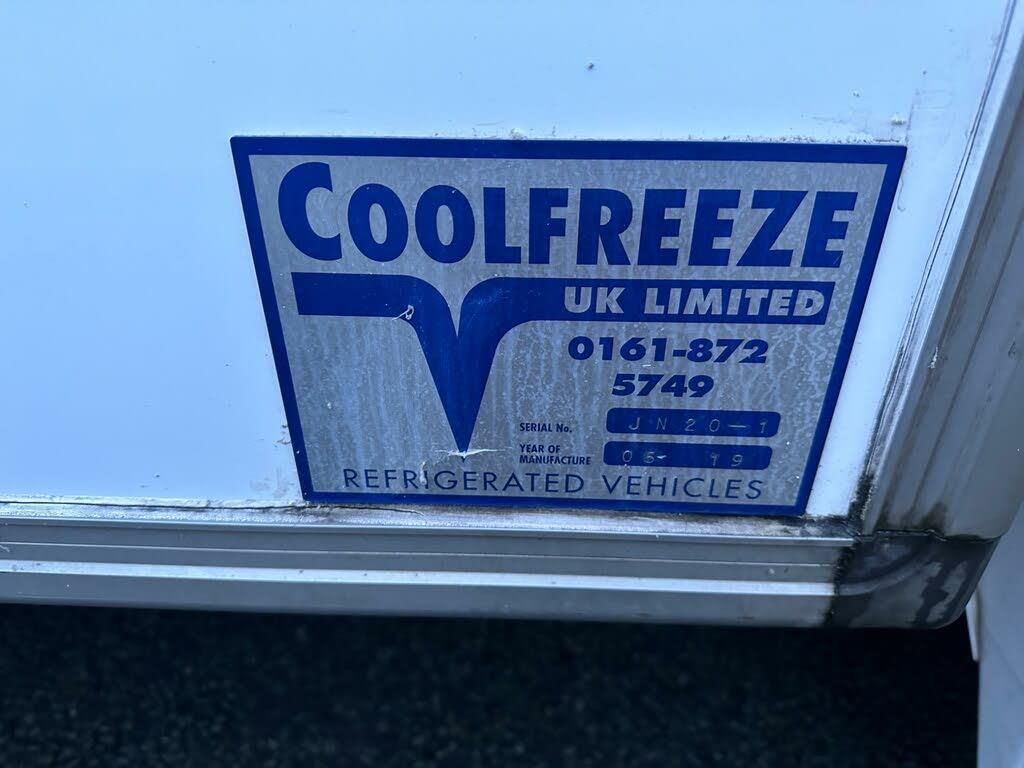 COOLFREEZE
UK LIMITED
0161-872
5749
SERIAL No. JN20-1
YEAR OF
MANUFACTURE 05- 19
REFRIGERATED VEHICLES